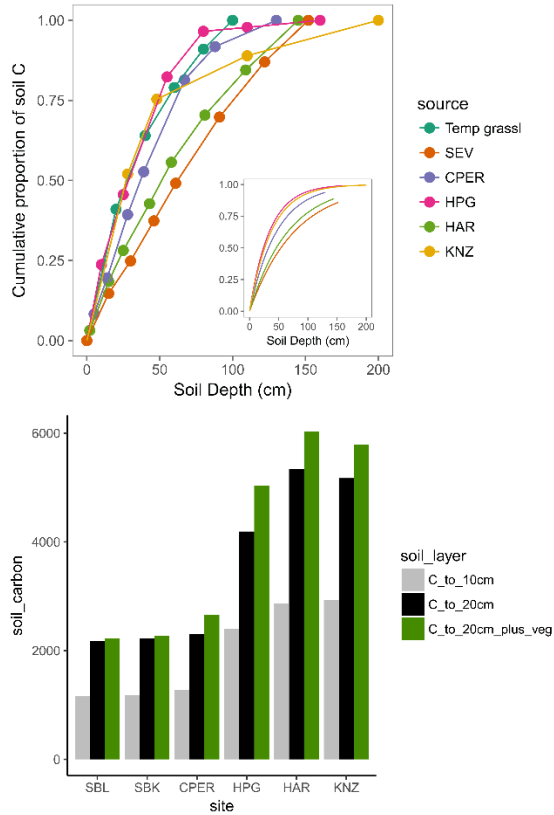 Cumulative proportion of soil C
1.00
0.75
0.50
0.25
0.00
0
50
100
150
200
Soil Depth (cm)
1.00
0.75
0.50
0.25
0.00
0
50
100
150
200
Soil Depth (cm)
source
Temp grassl
SEV
CPER
HPG
HAR
KNZ
soil_carbon
6000
4000
2000
0
SBL
SBK
CPER
HPG
HAR
KNZ
site
soil_layer
C_to_10cm
C_to_20cm
C_to_20cm_plus_veg